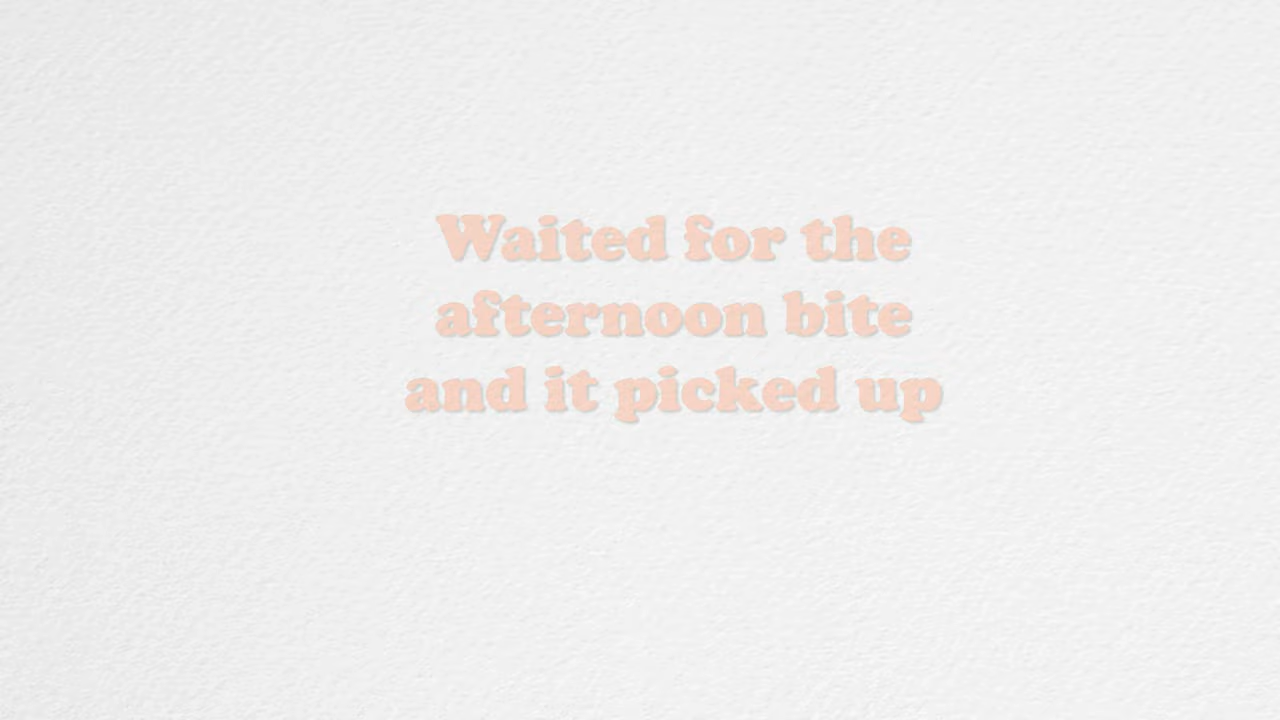 Waited for the
afternoon bite
and it picked up